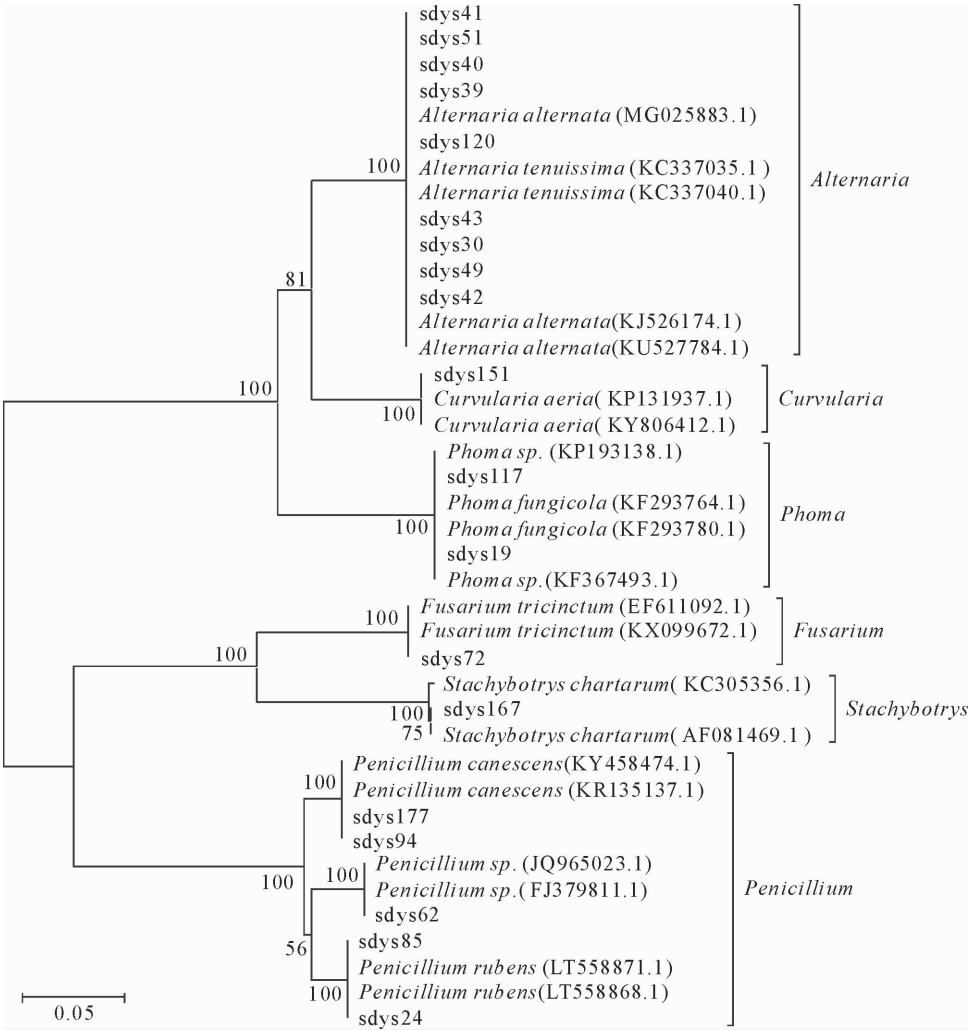 sdys41
sdys51
sdys40
sdys39
Alternaria alternata (MG025883.1)
sdys120
100
Alternaria tenuissima (KC337035.1 )
Alternaria
Alternaria tenuissima (KC337040.1)
sdys43
sdys30
sdys49
81
sdys42
Alternaria alternata(KJ526174.1)
Alternaria alternata(KU527784.1)
sdys151
100
Curvularia aeria( KP131937.1)
Curvularia
100
Curvularia aeria( KY806412.1)
Phoma sp. (KP193138.1)
sdys117
Phoma fungicola (KF293764.1)
Phoma
100
Phoma fungicola (KF293780.1)
sdys19
Phoma sp.(KF367493.1)
Fusarium tricinctum (EF611092.1)
100
Fusarium tricinctum (KX099672.1)
Fusarium
100
sdys72
Stachybotrys chartarum( KC305356.1)
100
sdys167
Stachybotrys
75
Stachybotrys chartarum( AF081469.1 )
Penicillium canescens(KY458474.1)
100
Penicillium canescens (KR135137.1)
sdys177
sdys94
Penicillium sp.(JQ965023.1)
100
100
Penicillium sp.( FJ379811.1)
Penicillium
sdys62
56
sdys85
Penicillium rubens (LT558871.1)
100
Penicillium rubens(LT558868.1)
0.05
sdys24